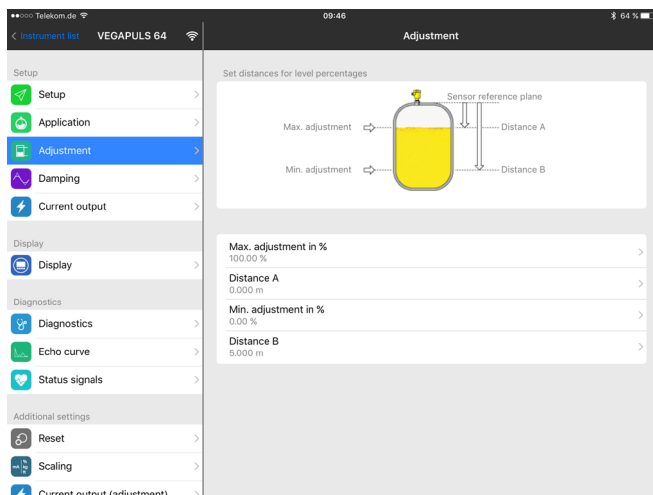 Telekom.de 09:46 64 %
Instrument list VEGAPULS 64 Adjustment
Setup
Setup
Application
Adjustment
Damping
Current output
Display
Display
Diagnostics
Diagnostics
Echo curve
Status signals
Additional settings
Reset
Scaling
Current output (adjustment)
Set distances for level percentages
Sensor reference plane
Max. adjustment
Distance A
Min. adjustment
Distance B
Max. adjustment in %
100.00 %
Distance A
0.000 m
Min. adjustment in %
0.00 %
Distance B
5.000 m